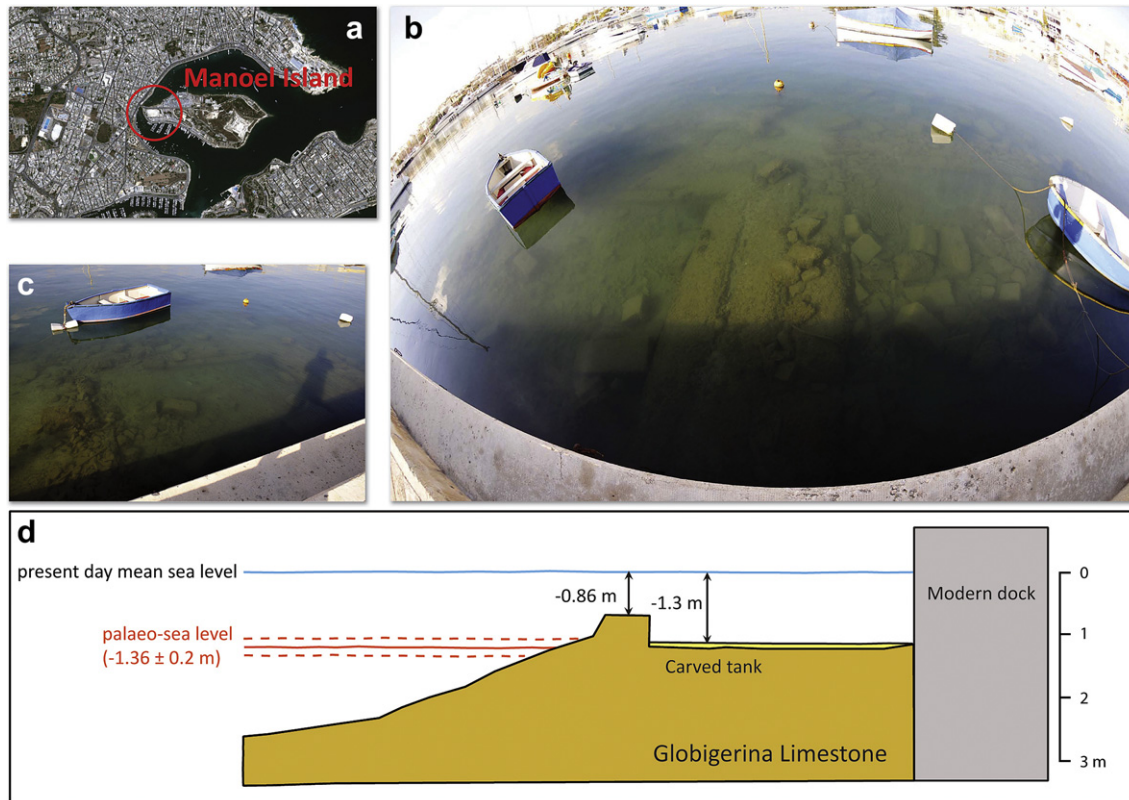 a
Manoel Island
b
c
d
present day mean sea level
-0.86 m
-1.3 m
Modern dock
palaeo-sea level
(-1.36 ± 0.2 m)
Carved tank
Globigerina Limestone
0
1
2
3 m